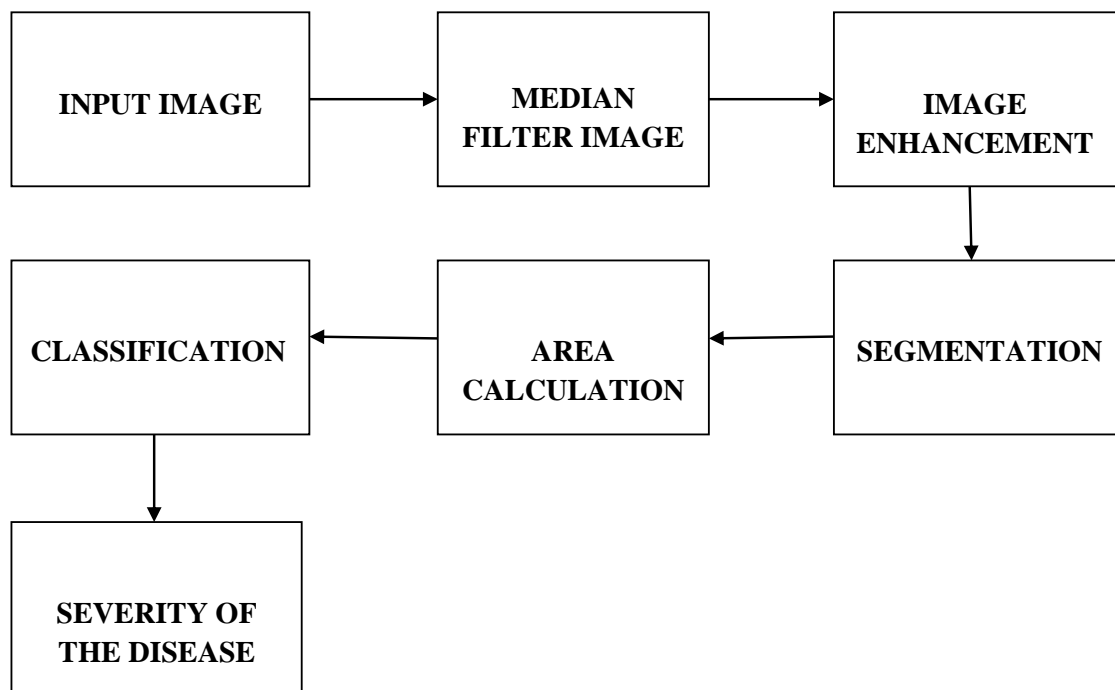 INPUT IMAGE
MEDIAN
FILTER IMAGE
IMAGE
ENHANCEMENT
SEGMENTATION
AREA
CALCULATION
CLASSIFICATION
SEVERITY OF
THE DISEASE